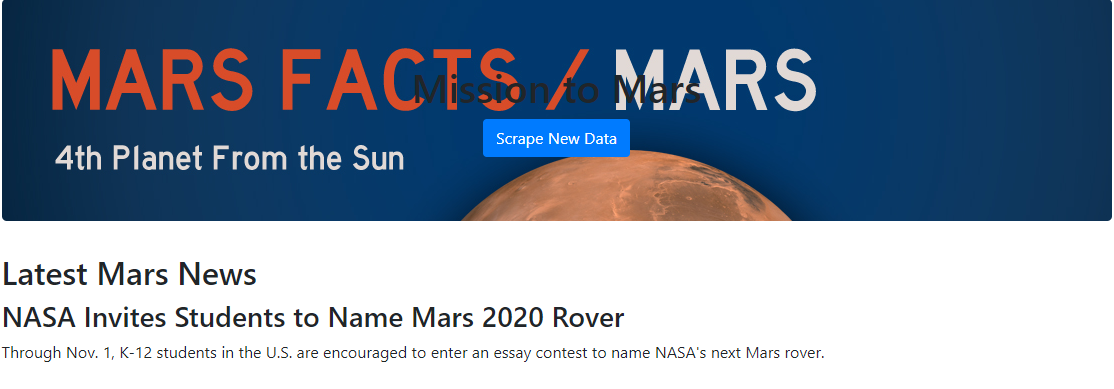 MARS FACTS / MARS
Mission to Mars
Scrape New Data
4th Planet From the Sun
Latest Mars News
NASA Invites Students to Name Mars 2020 Rover
Through Nov. 1, K-12 students in the U.S. are encouraged to enter an essay contest to name NASA's next Mars rover.